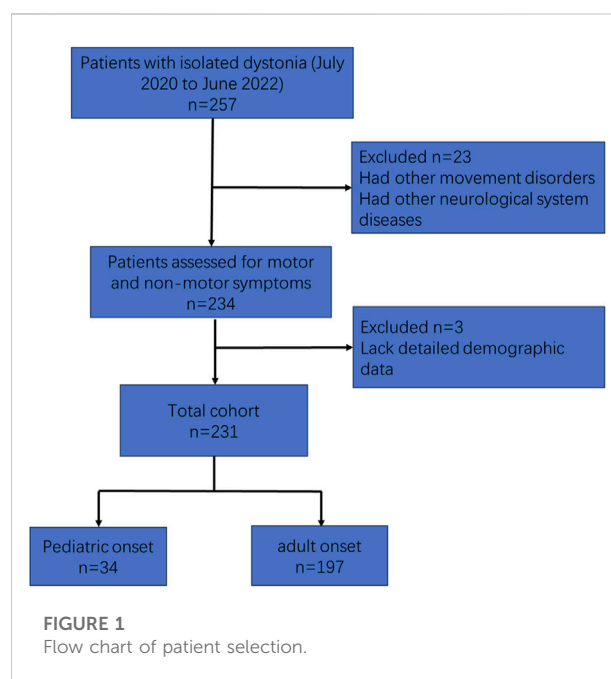 Patients with isolated dystonia (July
2020 to June 2022)
n=257
Excluded n=23
Had other movement disorders
Had other neurological system
diseases
Patients assessed for motor
and non-motor symptoms
n=234
Excluded n=3
Lack detailed demographic
data
Total cohort
n=231
Pediatric onset
n=34
adult onset
n=197
FIGURE 1
Flow chart of patient selection.